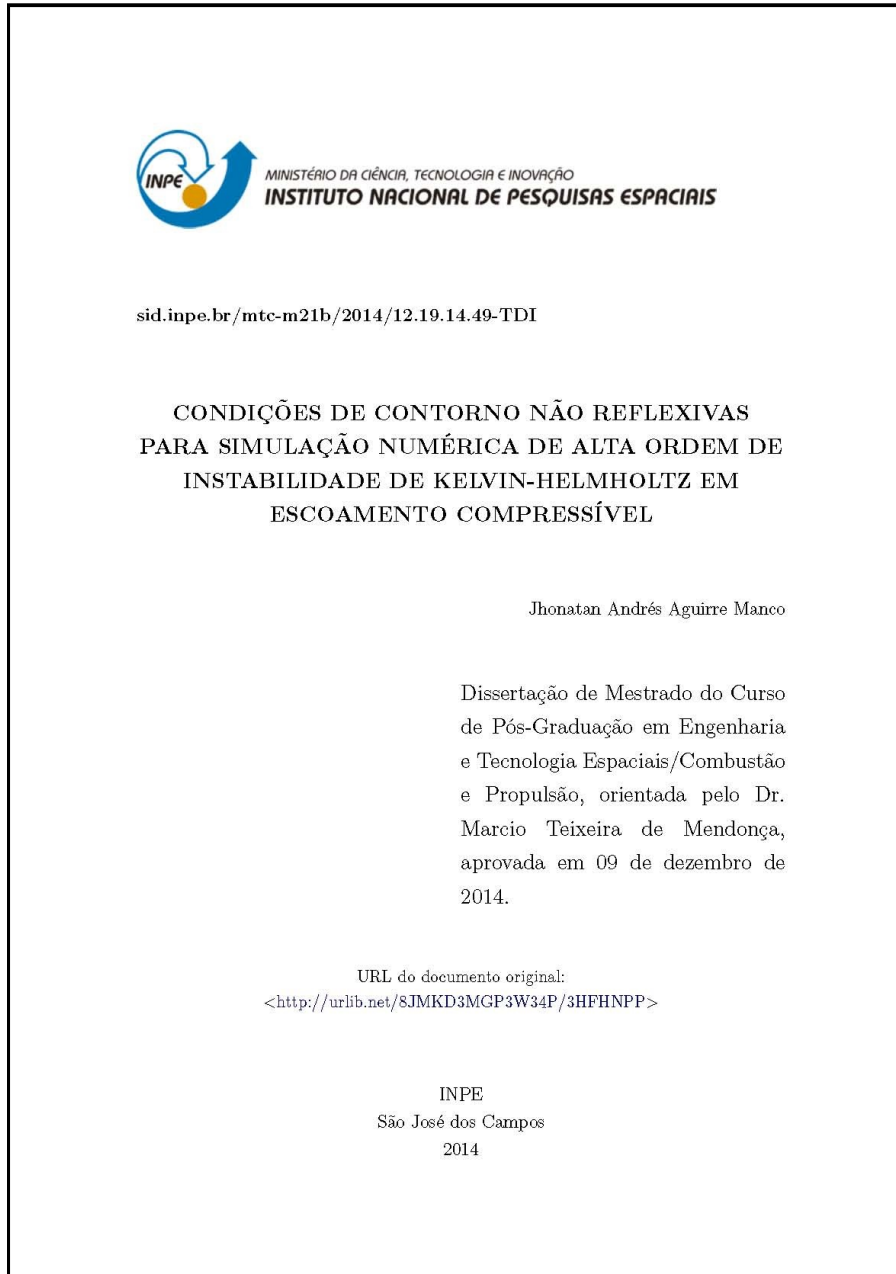 INPE
MINISTÉRIO DA CIÊNCIA, TECNOLOGIA E INOVAÇÃO
INSTITUTO NACIONAL DE PESQUISAS ESPACIAIS
sid.inpe.br/mtc-m21b/2014/12.19.14.49-TDI
CONDIÇÕES DE CONTORNO NÃO REFLEXIVAS
PARA SIMULAÇÃO NUMÉRICA DE ALTA ORDEM DE
INSTABILIDADE DE KELVIN-HELMHOLTZ EM
ESCOAMENTO COMPRESSÍVEL
Jhonatan Andrés Aguirre Manco
Dissertação de Mestrado do Curso
de Pós-Graduação em Engenharia
e Tecnologia Espaciais/Combustão
e Propulsão, orientada pelo Dr.
Marcio Teixeira de Mendonça,
aprovada em 09 de dezembro de
2014.
URL do documento original:
<http://urlib.net/8JMKD3MGP3W34P/3HFHNPP>
INPE
São José dos Campos
2014